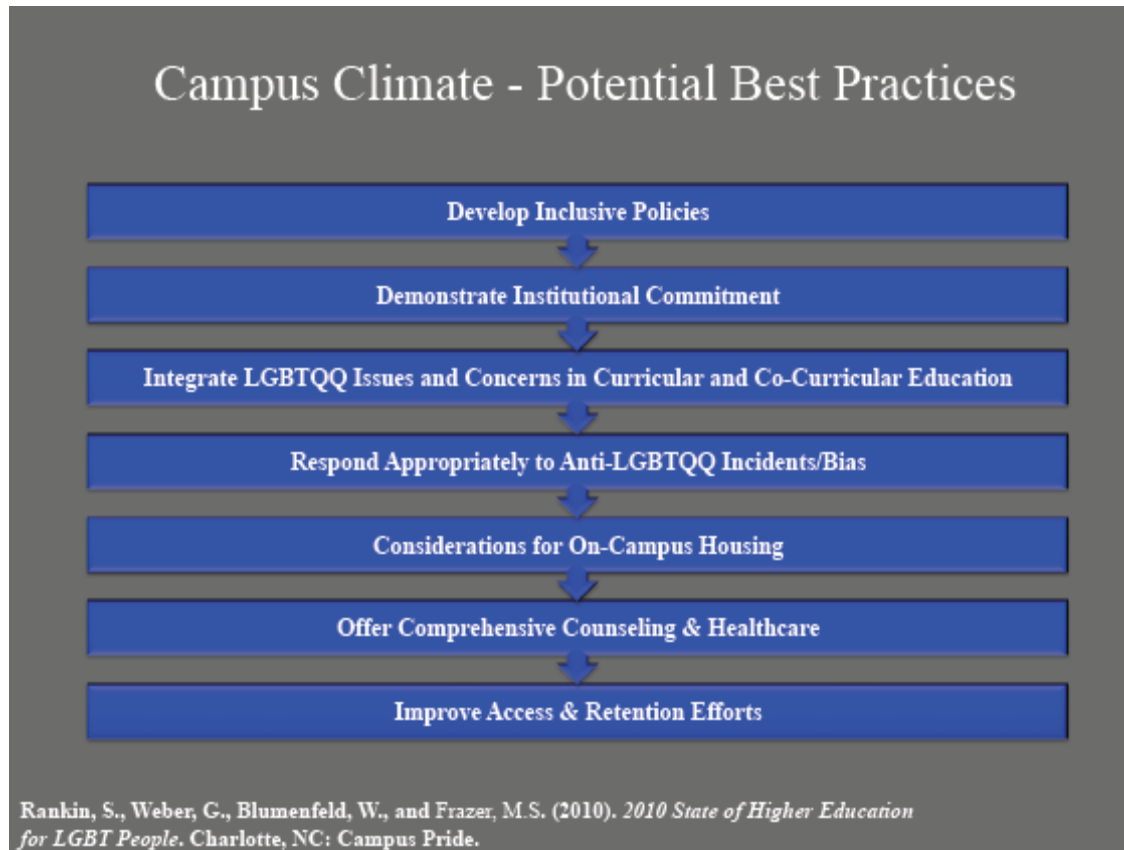 Campus Climate - Potential Best Practices
Develop Inclusive Policies
Demonstrate Institutional Commitment
Integrate LGBTQQ Issues and Concerns in Curricular and Co-Curricular Education
Respond Appropriately to Anti-LGBTQQ Incidents/Bias
Considerations for On-Campus Housing
Offer Comprehensive Counseling & Healthcare
Improve Access & Retention Efforts
Rankin, S., Weber, G., Blumenfeld, W., and Frazer, M.S. (2010). 2010 State of Higher Education
for LGBT People. Charlotte, NC: Campus Pride.